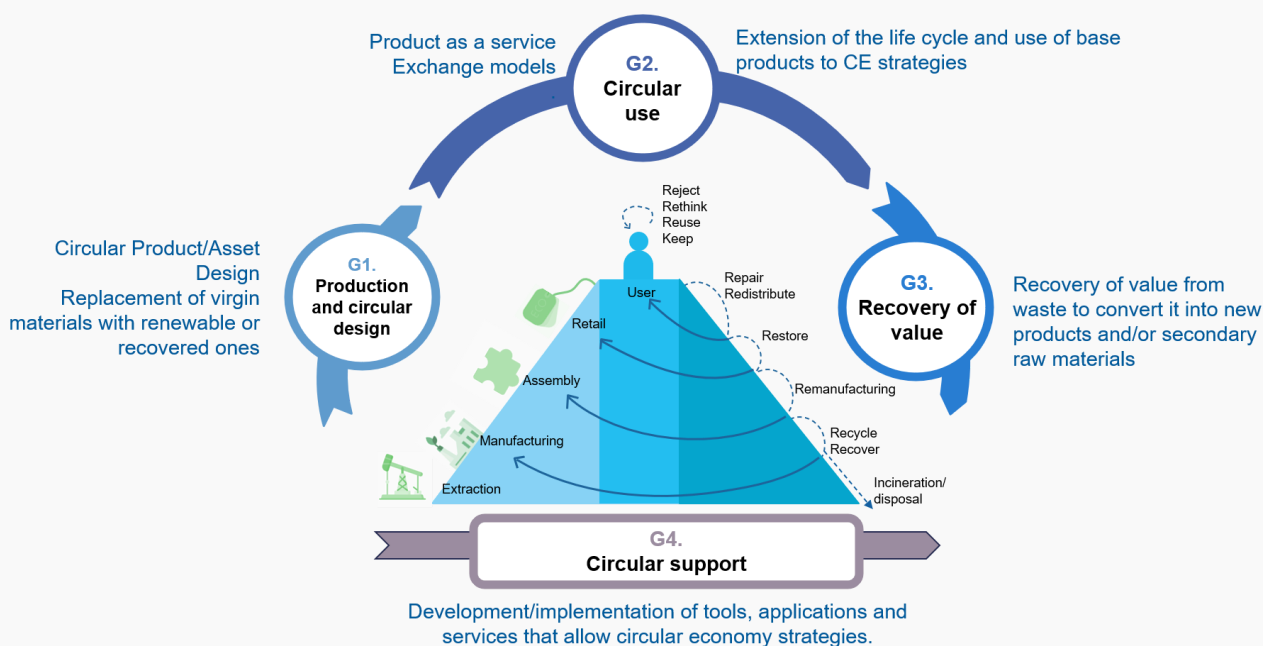 Product as a service
Exchange models
G2.
Circular
use
Extension of the life cycle and use of base
products to CE strategies
Circular Product/Asset
Design
Replacement of virgin
materials with renewable or
recovered ones
G1.
Production
and circular
design
Reject
Rethink
Reuse
Keep
User
Repair
Redistribute
Retail
Restore
Assembly
Remanufacturing
Manufacturing
Recycle
Recover
Extraction
Incineration/
disposal
G3.
Recovery of
value
Recovery of value from
waste to convert it into new
products and/or secondary
raw materials
G4.
Circular support
Development/implementation of tools, applications and
services that allow circular economy strategies.